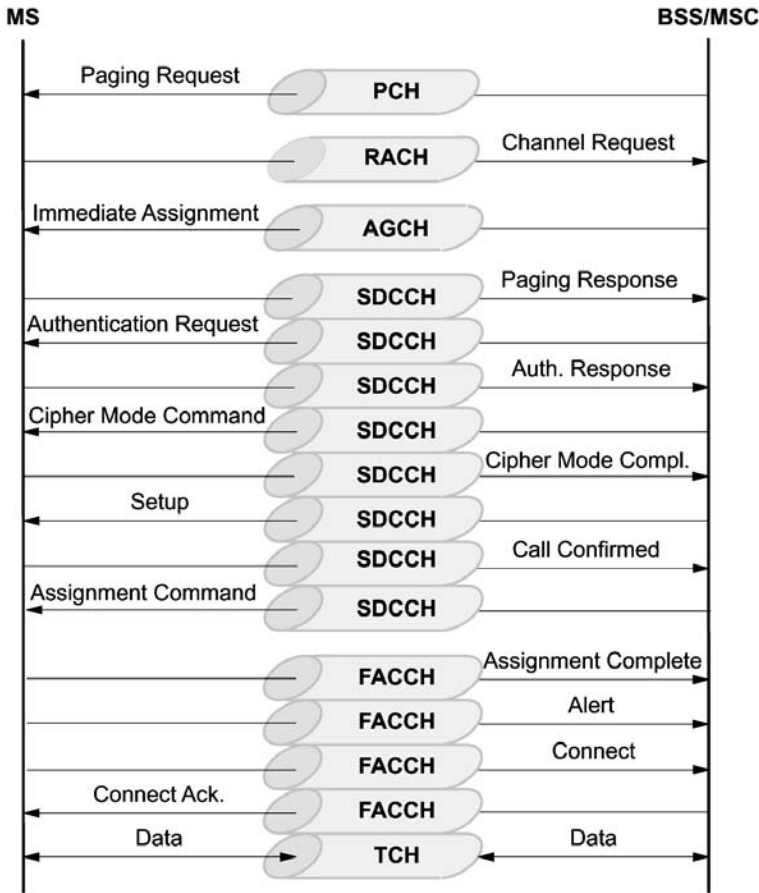 MS BSS/MSC
Paging Request PCH
RACH Channel Request
Immediate Assignment AGCH
SDCCH Paging Response
Authentication Request SDCCH
SDCCH Auth. Response
Cipher Mode Command SDCCH
SDCCH Cipher Mode Compl.
Setup SDCCH
SDCCH Call Confirmed
Assignment Command SDCCH
FACCH Assignment Complete
FACCH Alert
FACCH Connect
Connect Ack. FACCH
Data TCH Data